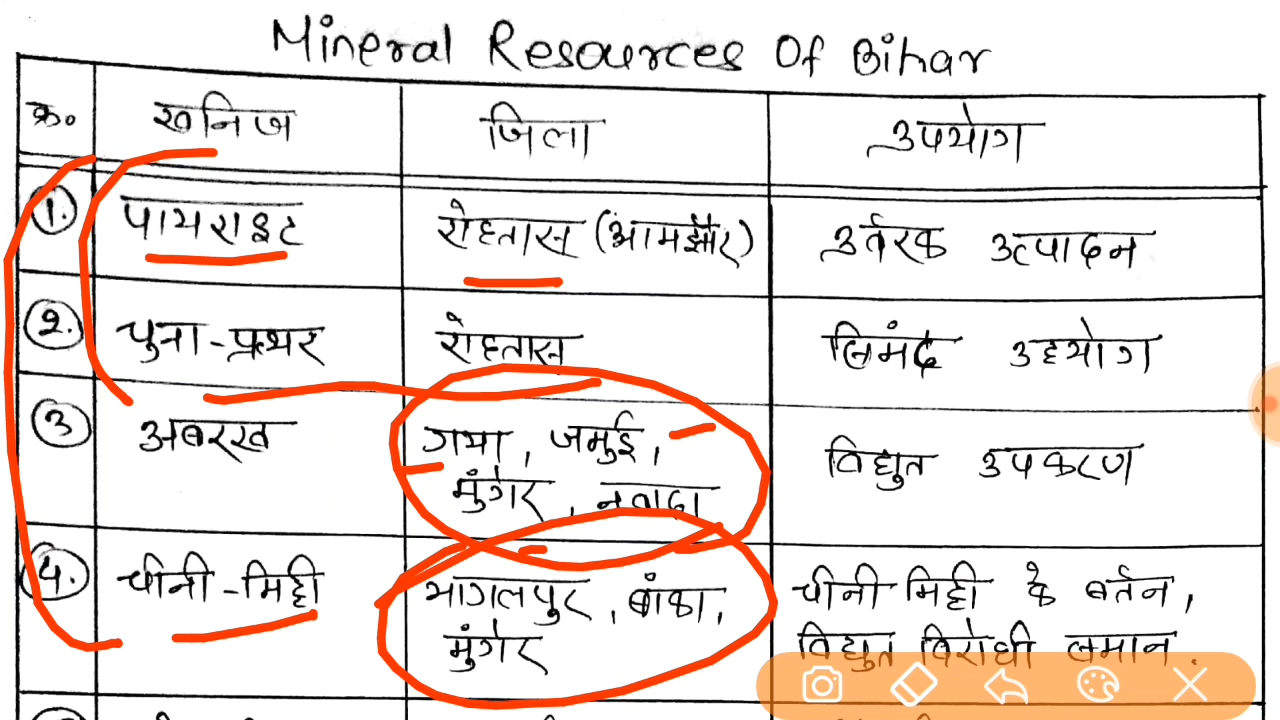 Mineral Resources Of Bihar
क्र० खनिज जिला उपयोग
1. पायराइट रोहतास (आमझौर) उर्वरक उत्पादन
2. चुना-पत्थर रोहतास सिमेंट उद्योग
3 अबरख गया, जमुई, विद्युत उपकरण
मुंगेर, नवादा
4. चीनी-मिट्टी भागलपुर, बांका, चीनी मिट्टी के बर्तन,
मुंगेर विद्युत विरोधी समान.